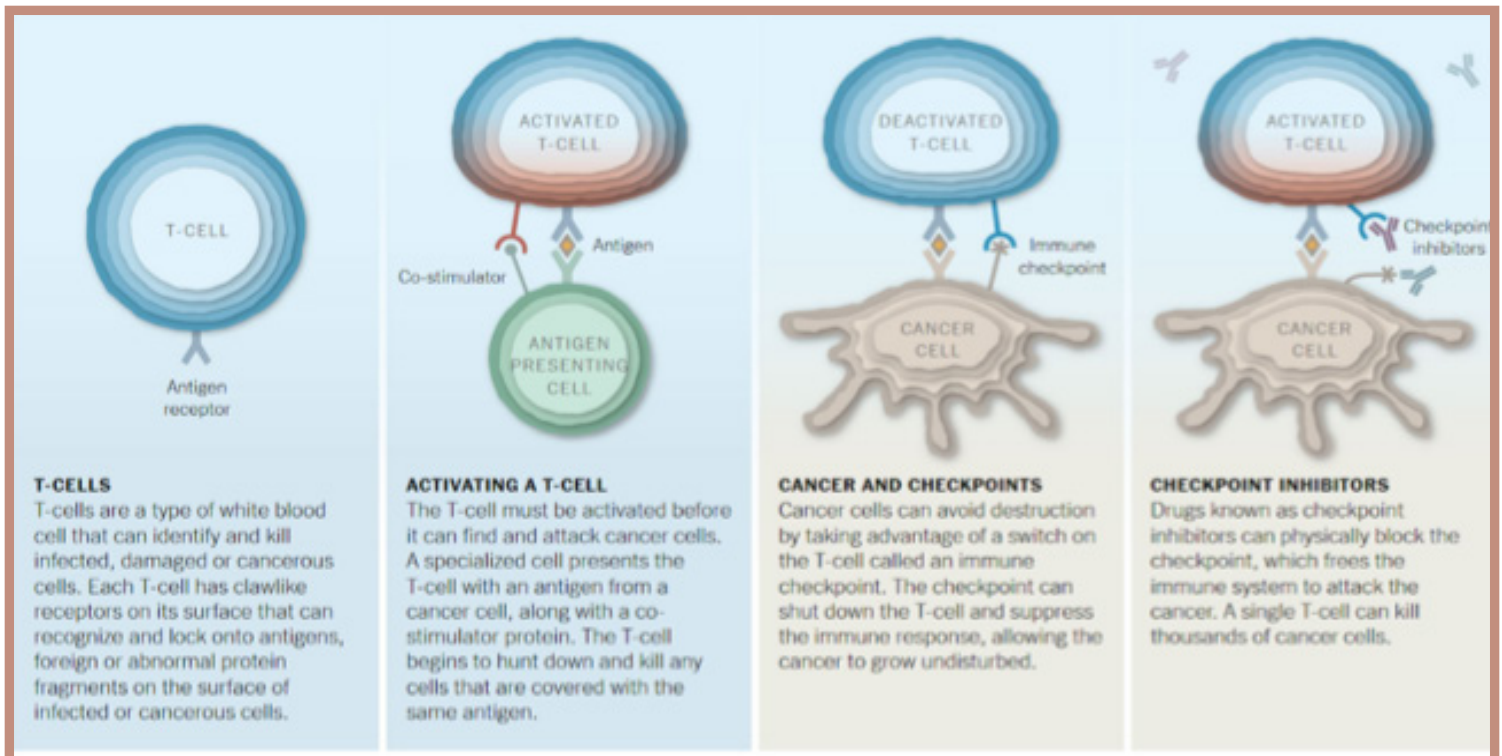 T-CELL
Antigen
receptor
T-CELLS
T-cells are a type of white blood
cell that can identify and kill
infected, damaged or cancerous
cells. Each T-cell has clawlike
receptors on its surface that can
recognize and lock onto antigens,
foreign or abnormal protein
fragments on the surface of
infected or cancerous cells.
ACTIVATED
T-CELL
Antigen
Co-stimulator
ANTIGEN
PRESENTING
CELL
ACTIVATING A T-CELL
The T-cell must be activated before
it can find and attack cancer cells.
A specialized cell presents the
T-cell with an antigen from a
cancer cell, along with a co-
stimulator protein. The T-cell
begins to hunt down and kill any
cells that are covered with the
same antigen.
DEACTIVATED
T-CELL
Immune
checkpoint
CANCER
CELL
CANCER AND CHECKPOINTS
Cancer cells can avoid destruction
by taking advantage of a switch on
the T-cell called an immune
checkpoint. The checkpoint can
shut down the T-cell and suppress
the immune response, allowing the
cancer to grow undisturbed.
ACTIVATED
T-CELL
Checkpoint
inhibitors
CANCER
CELL
CHECKPOINT INHIBITORS
Drugs known as checkpoint
inhibitors can physically block the
checkpoint, which frees the
immune system to attack the
cancer. A single T-cell can kill
thousands of cancer cells.